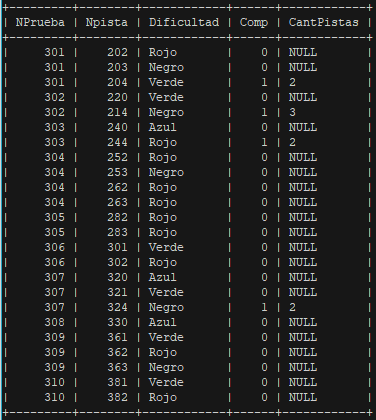 +---------+--------+------------+------+------------+
| NPrueba | Npista | Dificultad | Comp | CantPistas |
+---------+--------+------------+------+------------+
|     301 |    202 | Rojo       |    0 | NULL       |
|     301 |    203 | Negro      |    0 | NULL       |
|     301 |    204 | Verde      |    1 | 2          |
|     302 |    220 | Verde      |    0 | NULL       |
|     302 |    214 | Negro      |    1 | 3          |
|     303 |    240 | Azul       |    0 | NULL       |
|     303 |    244 | Rojo       |    1 | 2          |
|     304 |    252 | Rojo       |    0 | NULL       |
|     304 |    253 | Negro      |    0 | NULL       |
|     304 |    262 | Rojo       |    0 | NULL       |
|     304 |    263 | Rojo       |    0 | NULL       |
|     305 |    282 | Rojo       |    0 | NULL       |
|     305 |    283 | Rojo       |    0 | NULL       |
|     306 |    301 | Verde      |    0 | NULL       |
|     306 |    302 | Rojo       |    0 | NULL       |
|     307 |    320 | Azul       |    0 | NULL       |
|     307 |    321 | Verde      |    0 | NULL       |
|     307 |    324 | Negro      |    1 | 2          |
|     308 |    330 | Azul       |    0 | NULL       |
|     309 |    361 | Verde      |    0 | NULL       |
|     309 |    362 | Rojo       |    0 | NULL       |
|     309 |    363 | Negro      |    0 | NULL       |
|     310 |    381 | Verde      |    0 | NULL       |
|     310 |    382 | Rojo       |    0 | NULL       |
+---------+--------+------------+------+------------+